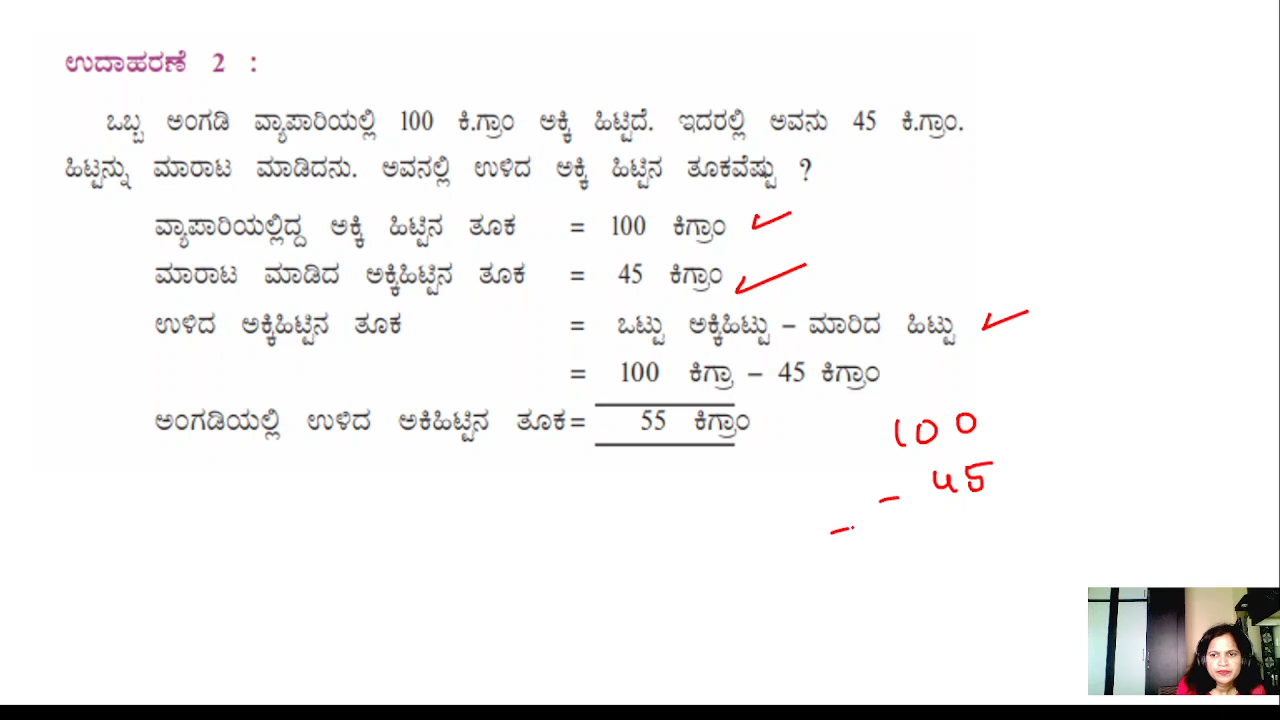 ಉದಾಹರಣೆ 2 :
ಒಬ್ಬ ಅಂಗಡಿ ವ್ಯಾಪಾರಿಯಲ್ಲಿ 100 ಕಿ.ಗ್ರಾಂ ಅಕ್ಕಿ ಹಿಟ್ಟಿದೆ. ಇದರಲ್ಲಿ ಅವನು 45 ಕಿ.ಗ್ರಾಂ.
ಹಿಟ್ಟನ್ನು ಮಾರಾಟ ಮಾಡಿದನು. ಅವನಲ್ಲಿ ಉಳಿದ ಅಕ್ಕಿ ಹಿಟ್ಟಿನ ತೂಕವೆಷ್ಟು ?
ವ್ಯಾಪಾರಿಯಲ್ಲಿದ್ದ ಅಕ್ಕಿ ಹಿಟ್ಟಿನ ತೂಕ = 100 ಕಿಗ್ರಾಂ
ಮಾರಾಟ ಮಾಡಿದ ಅಕ್ಕಿಹಿಟ್ಟಿನ ತೂಕ = 45 ಕಿಗ್ರಾಂ
ಉಳಿದ ಅಕ್ಕಿಹಿಟ್ಟಿನ ತೂಕ = ಒಟ್ಟು ಅಕ್ಕಿಹಿಟ್ಟು – ಮಾರಿದ ಹಿಟ್ಟು
= 100 ಕಿಗ್ರಾ – 45 ಕಿಗ್ರಾಂ
ಅಂಗಡಿಯಲ್ಲಿ ಉಳಿದ ಅಕಿಹಿಟ್ಟಿನ ತೂಕ= 55 ಕಿಗ್ರಾಂ
100
- 45